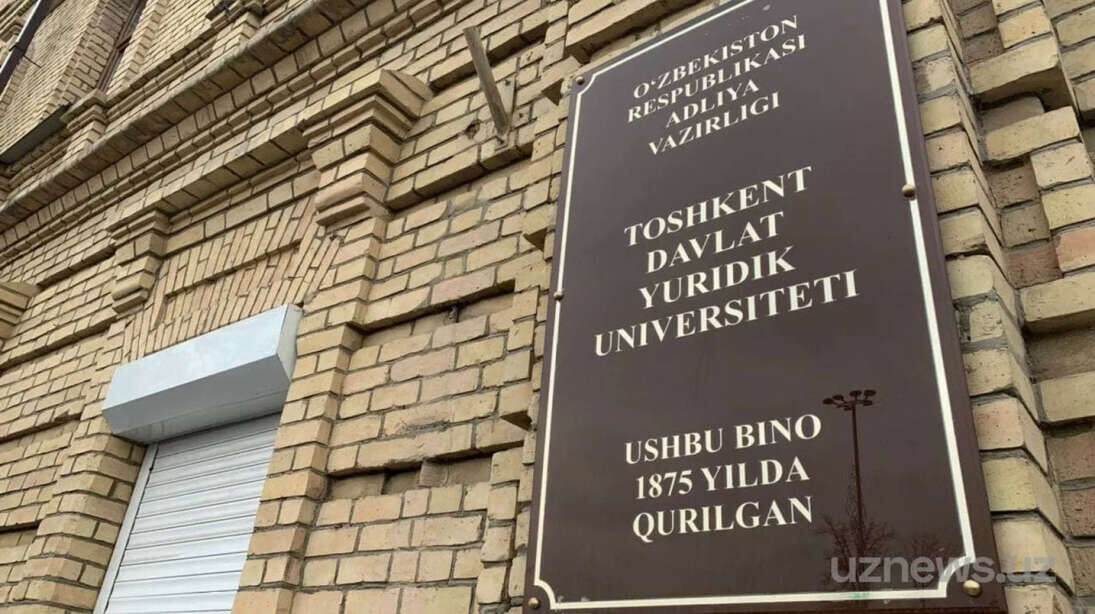 O‘ZBEKISTON
RESPUBLIKASI
ADLIYA
VAZIRLIGI
TOSHKENT
DAVLAT
YURIDIK
UNIVERSITETI
USHBU BINO
1875 YILDA
QURILGAN
uznews.uz